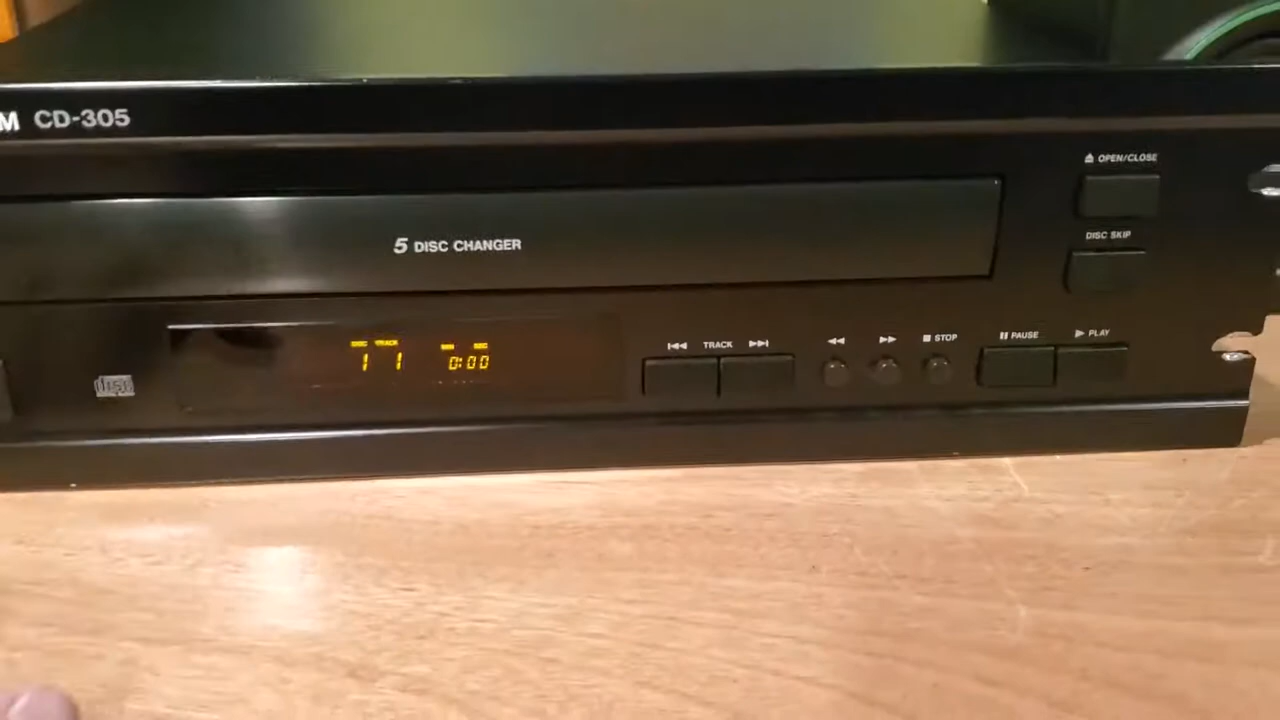 M CD-305
OPEN/CLOSE
DISC SKIP
5 DISC CHANGER
DISC TRACK MIN SEC
1 1 0:00
TRACK
STOP
PAUSE
PLAY
disc